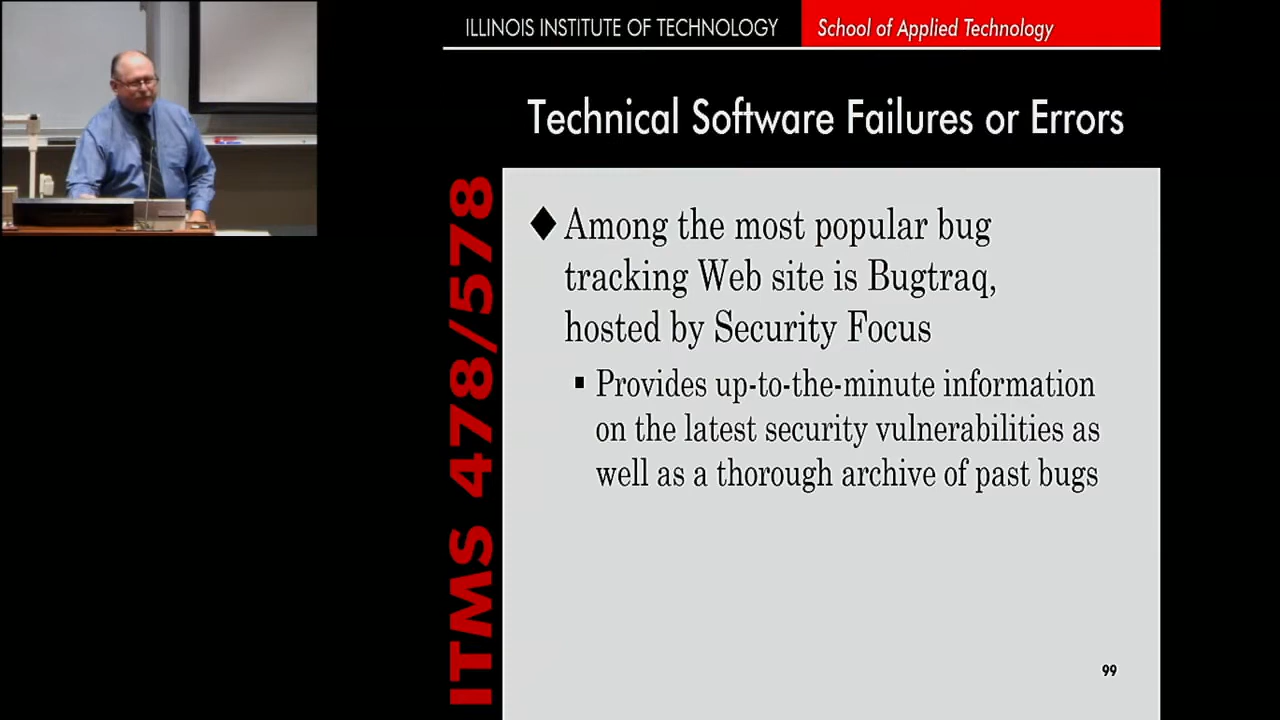 ILLINOIS INSTITUTE OF TECHNOLOGY
School of Applied Technology
Technical Software Failures or Errors
ITMS 478/578
Among the most popular bug
tracking Web site is Bugtraq,
hosted by Security Focus
Provides up-to-the-minute information
on the latest security vulnerabilities as
well as a thorough archive of past bugs
99